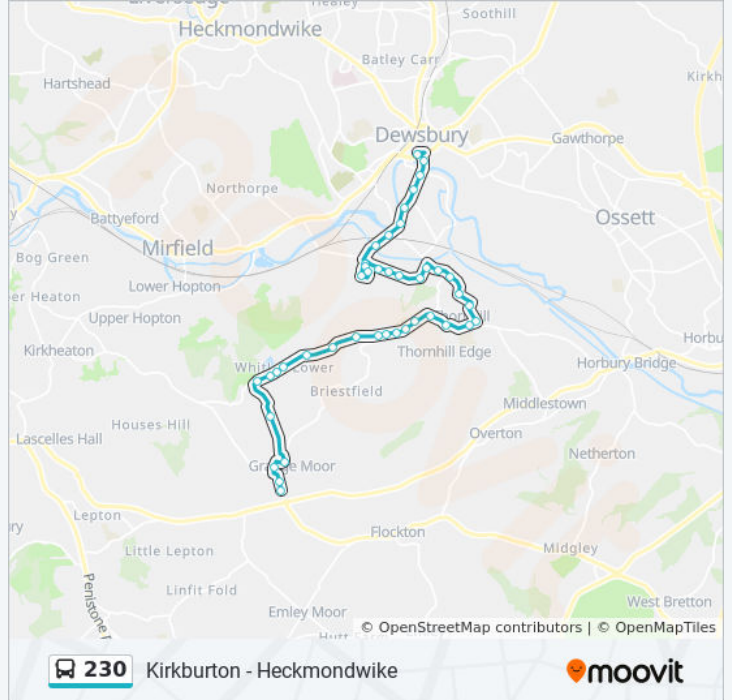 Heckmondwike
Healey
Soothill
Batley Carr
Hartshead
Kirkh
Dewsbury
Gawthorpe
Northorpe
Battyeford
Ossett
Mirfield
Bog Green
er Heaton
Lower Hopton
Upper Hopton
Kirkheaton
Thornhill Edge
Horbu
Horbury Bridge
Briestfield
Middlestown
Houses Hill
Lascelles Hall
Overton
Netherton
Moor
Lepton
Flockton
Little Lepton
Midgley
Linfit Fold
Penistone
Emley Moor
West Bretton
© OpenStreetMap contributors | © OpenMapTiles
230 Kirkburton - Heckmondwike
moovit